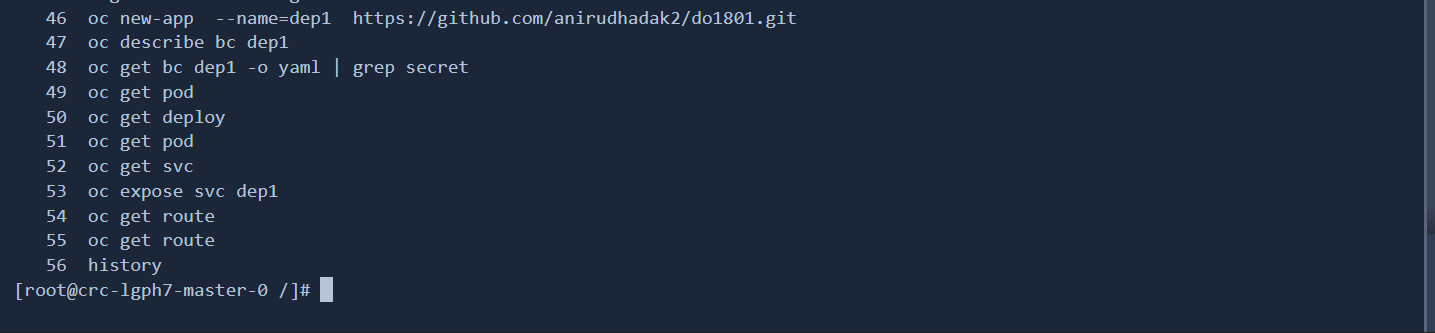 46 oc new-app --name=dep1 https://github.com/anirudhadak2/do1801.git
47 oc describe bc dep1
48 oc get bc dep1 -o yaml | grep secret
49 oc get pod
50 oc get deploy
51 oc get pod
52 oc get svc
53 oc expose svc dep1
54 oc get route
55 oc get route
56 history
[root@crc-lgph7-master-0 /]#